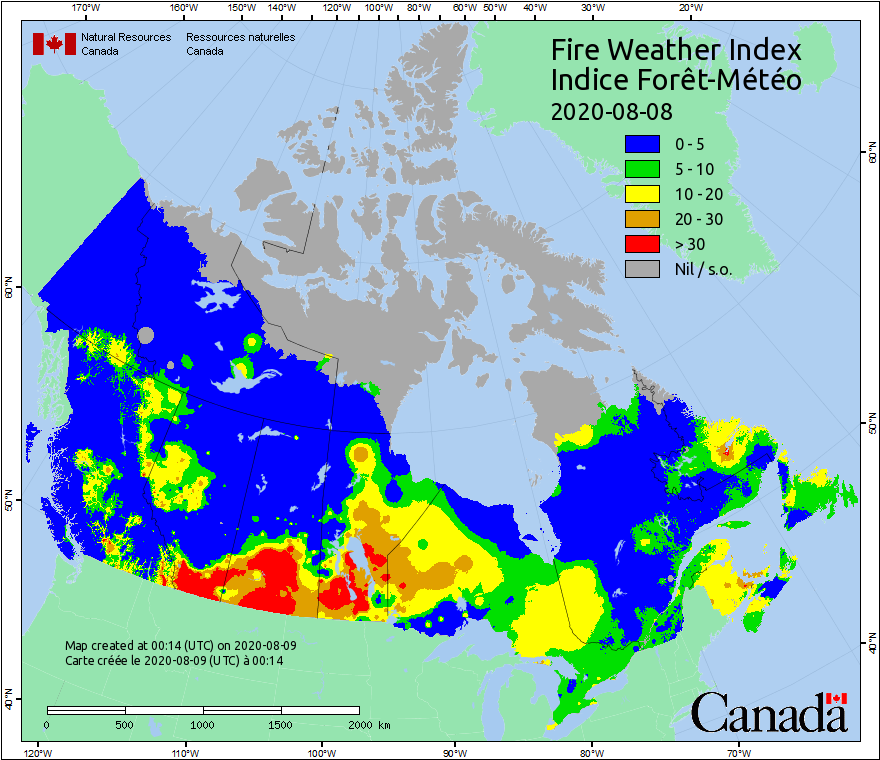 170°W 160°W 150°W 140°W 130°W 120°W 110°W 100°W 90°W 80°W 70°W 60°W 50°W 40°W 30°W 20°W
Natural Resources Canada
Ressources naturelles Canada
Fire Weather Index
Indice Forêt-Météo
2020-08-08
0 - 5
5 - 10
10 - 20
20 - 30
> 30
Nil / s.o.
60°N
60°N
50°N
50°N
40°N
40°N
Map created at 00:14 (UTC) on 2020-08-09
Carte créée le 2020-08-09 (UTC) à 00:14
0 500 1000 1500 2000 km
Canada
120°W 110°W 100°W 90°W 80°W 70°W